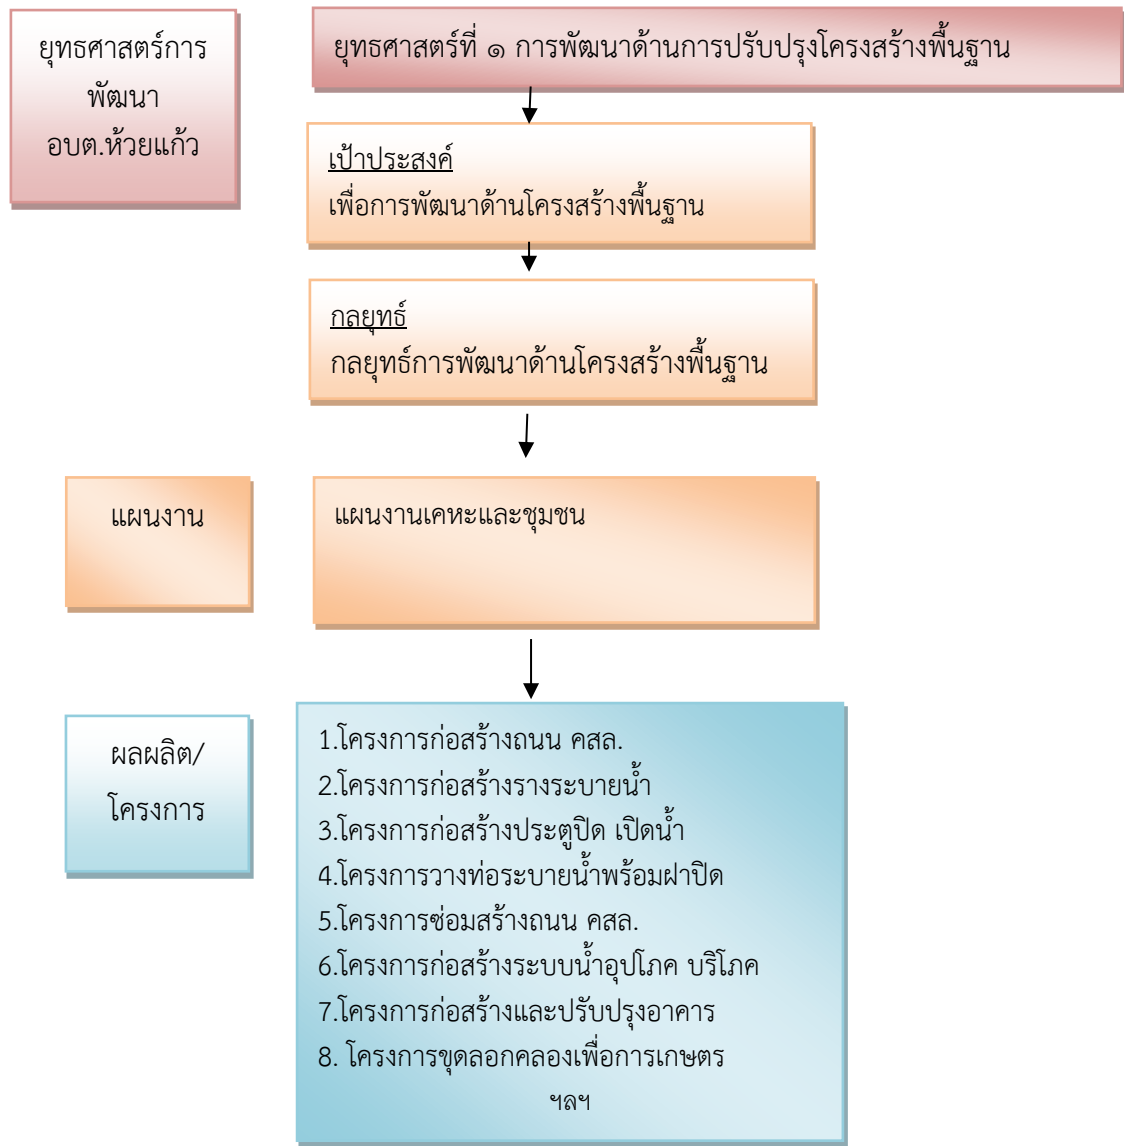 ยุทธศาสตร์การ
พัฒนา
อบต.ห้วยแก้ว
ยุทธศาสตร์ที่ ๑ การพัฒนาด้านการปรับปรุงโครงสร้างพื้นฐาน
เป้าประสงค์
เพื่อการพัฒนาด้านโครงสร้างพื้นฐาน
กลยุทธ์
กลยุทธ์การพัฒนาด้านโครงสร้างพื้นฐาน
แผนงาน
แผนงานเคหะและชุมชน
ผลผลิต/
โครงการ
1.โครงการก่อสร้างถนน คสล.
2.โครงการก่อสร้างรางระบายน้ำ
3.โครงการก่อสร้างประตูปิด เปิดน้ำ
4.โครงการวางท่อระบายน้ำพร้อมฝาปิด
5.โครงการซ่อมสร้างถนน คสล.
6.โครงการก่อสร้างระบบน้ำอุปโภค บริโภค
7.โครงการก่อสร้างและปรับปรุงอาคาร
8. โครงการขุดลอกคลองเพื่อการเกษตร
ฯลฯ